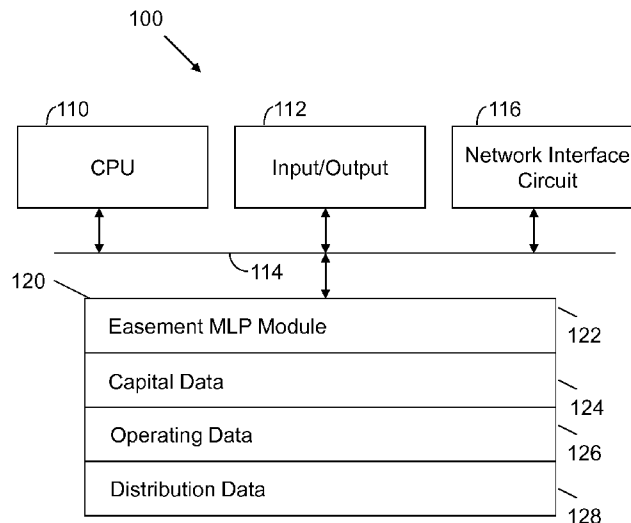 100
110
112
116
CPU
Input/Output
Network Interface
Circuit
114
120
Easement MLP Module
122
Capital Data
124
Operating Data
126
Distribution Data
128